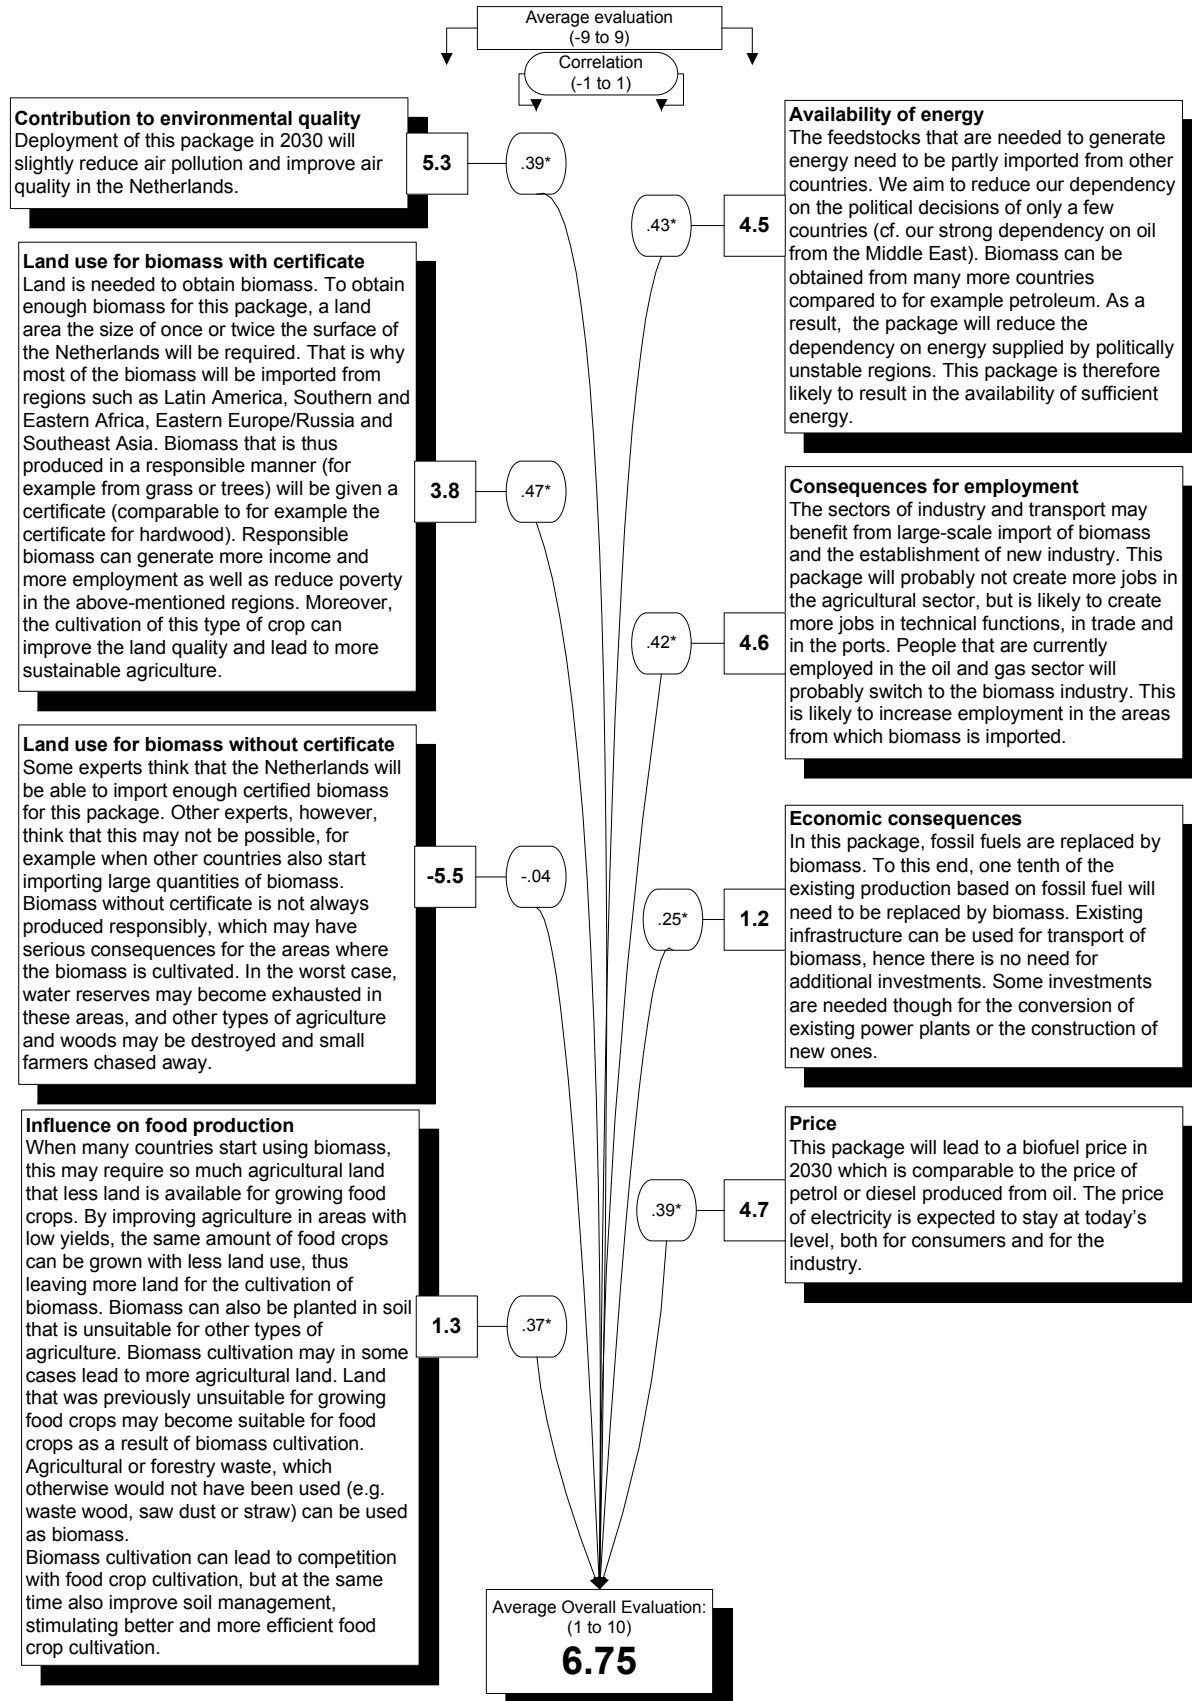 Average evaluation
(-9 to 9)
Correlation
(-1 to 1)
Contribution to environmental quality
Deployment of this package in 2030 will
slightly reduce air pollution and improve air
quality in the Netherlands.
5.3
.39*
Land use for biomass with certificate
Land is needed to obtain biomass. To obtain
enough biomass for this package, a land
area the size of once or twice the surface of
the Netherlands will be required. That is why
most of the biomass will be imported from
regions such as Latin America, Southern and
Eastern Africa, Eastern Europe/Russia and
Southeast Asia. Biomass that is thus
produced in a responsible manner (for
example from grass or trees) will be given a
certificate (comparable to for example the
certificate for hardwood). Responsible
biomass can generate more income and
more employment as well as reduce poverty
in the above-mentioned regions. Moreover,
the cultivation of this type of crop can
improve the land quality and lead to more
sustainable agriculture.
3.8
.47*
Land use for biomass without certificate
Some experts think that the Netherlands will
be able to import enough certified biomass
for this package. Other experts, however,
think that this may not be possible, for
example when other countries also start
importing large quantities of biomass.
Biomass without certificate is not always
produced responsibly, which may have
serious consequences for the areas where
the biomass is cultivated. In the worst case,
water reserves may become exhausted in
these areas, and other types of agriculture
and woods may be destroyed and small
farmers chased away.
-5.5
-.04
Influence on food production
When many countries start using biomass,
this may require so much agricultural land
that less land is available for growing food
crops. By improving agriculture in areas with
low yields, the same amount of food crops
can be grown with less land use, thus
leaving more land for the cultivation of
biomass. Biomass can also be planted in soil
that is unsuitable for other types of
agriculture. Biomass cultivation may in some
cases lead to more agricultural land. Land
that was previously unsuitable for growing
food crops may become suitable for food
crops as a result of biomass cultivation.
Agricultural or forestry waste, which
otherwise would not have been used (e.g.
waste wood, saw dust or straw) can be used
as biomass.
Biomass cultivation can lead to competition
with food crop cultivation, but at the same
time also improve soil management,
stimulating better and more efficient food
crop cultivation.
1.3
.37*
Availability of energy
The feedstocks that are needed to generate
energy need to be partly imported from other
countries. We aim to reduce our dependency
on the political decisions of only a few
countries (cf. our strong dependency on oil
from the Middle East). Biomass can be
obtained from many more countries
compared to for example petroleum. As a
result, the package will reduce the
dependency on energy supplied by politically
unstable regions. This package is therefore
likely to result in the availability of sufficient
energy.
.43*
4.5
Consequences for employment
The sectors of industry and transport may
benefit from large-scale import of biomass
and the establishment of new industry. This
package will probably not create more jobs in
the agricultural sector, but is likely to create
more jobs in technical functions, in trade and
in the ports. People that are currently
employed in the oil and gas sector will
probably switch to the biomass industry. This
is likely to increase employment in the areas
from which biomass is imported.
.42*
4.6
Economic consequences
In this package, fossil fuels are replaced by
biomass. To this end, one tenth of the
existing production based on fossil fuel will
need to be replaced by biomass. Existing
infrastructure can be used for transport of
biomass, hence there is no need for
additional investments. Some investments
are needed though for the conversion of
existing power plants or the construction of
new ones.
.25*
1.2
Price
This package will lead to a biofuel price in
2030 which is comparable to the price of
petrol or diesel produced from oil. The price
of electricity is expected to stay at today's
level, both for consumers and for the
industry.
.39*
4.7
Average Overall Evaluation:
(1 to 10)
6.75